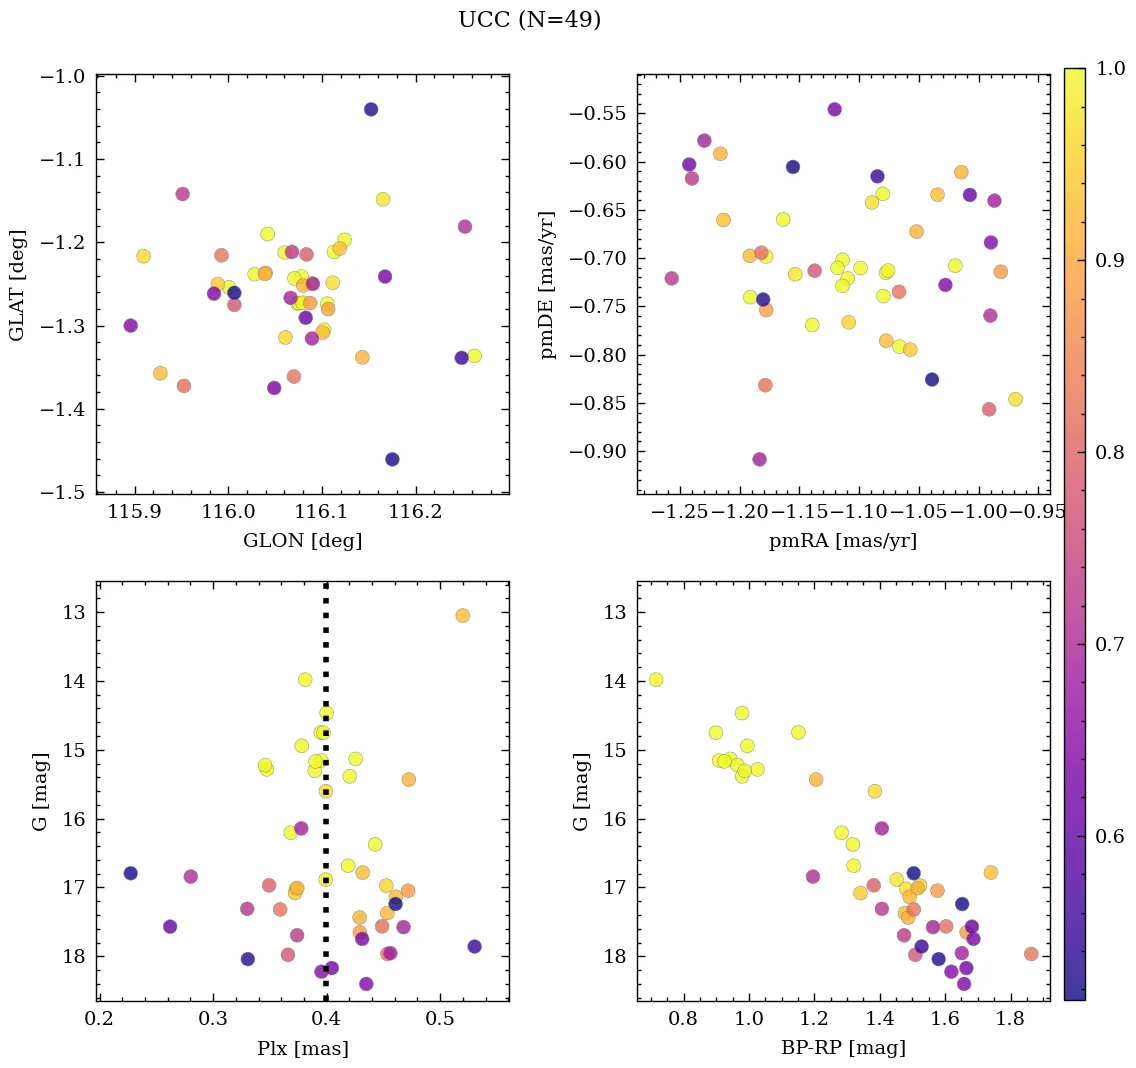 UCC (N=49)
−1.0
−1.1
−1.2
−1.3
−1.4
−1.5
GLAT [deg]
115.9 116.0 116.1 116.2
GLON [deg]
−0.55
−0.60
−0.65
−0.70
−0.75
−0.80
−0.85
−0.90
pmDE [mas/yr]
−1.25 −1.20 −1.15 −1.10 −1.05 −1.00 −0.95
pmRA [mas/yr]
1.0
0.9
0.8
0.7
0.6
13
14
15
16
17
18
G [mag]
0.2 0.3 0.4 0.5
Plx [mas]
13
14
15
16
17
18
G [mag]
0.8 1.0 1.2 1.4 1.6 1.8
BP-RP [mag]